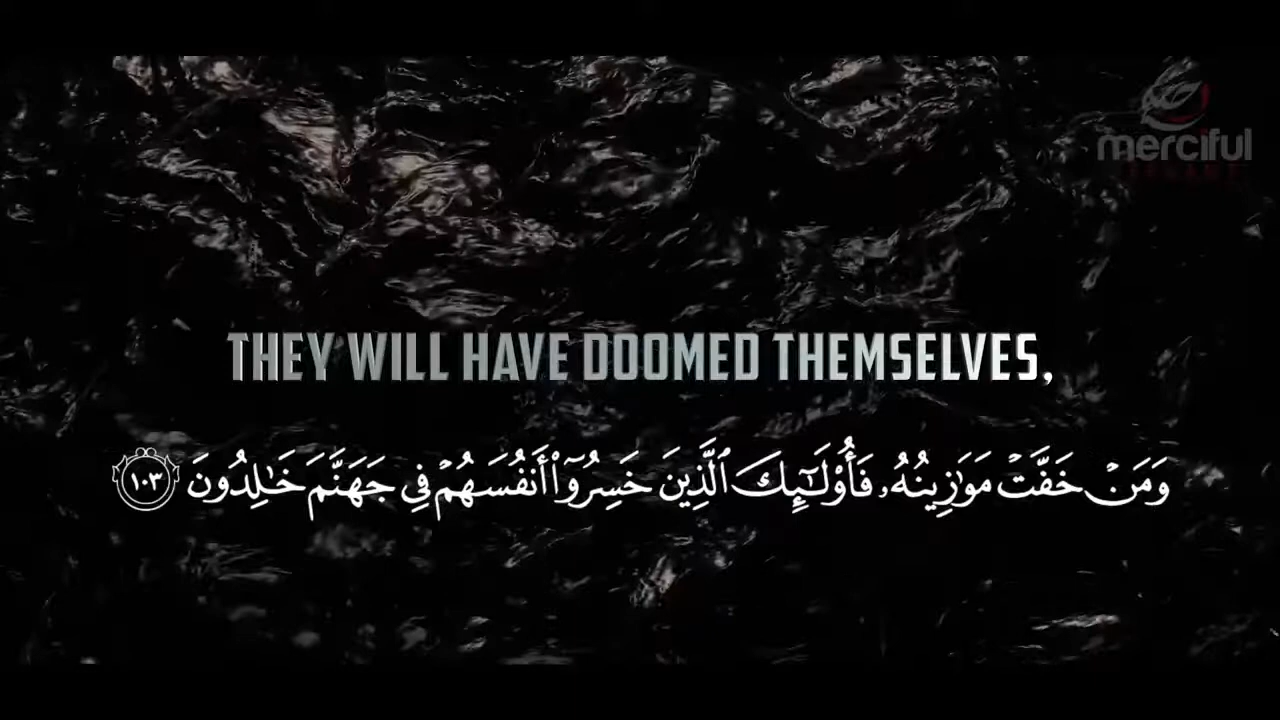 merciful
THEY WILL HAVE DOOMED THEMSELVES,
وَمَنْ خَفَّتْ مَوَٰزِينُهُۥ فَأُو۟لَـٰٓئِكَ ٱلَّذِينَ خَسِرُوٓا۟ أَنفُسَهُمْ فِى جَهَنَّمَ خَـٰلِدُونَ ١٠٣